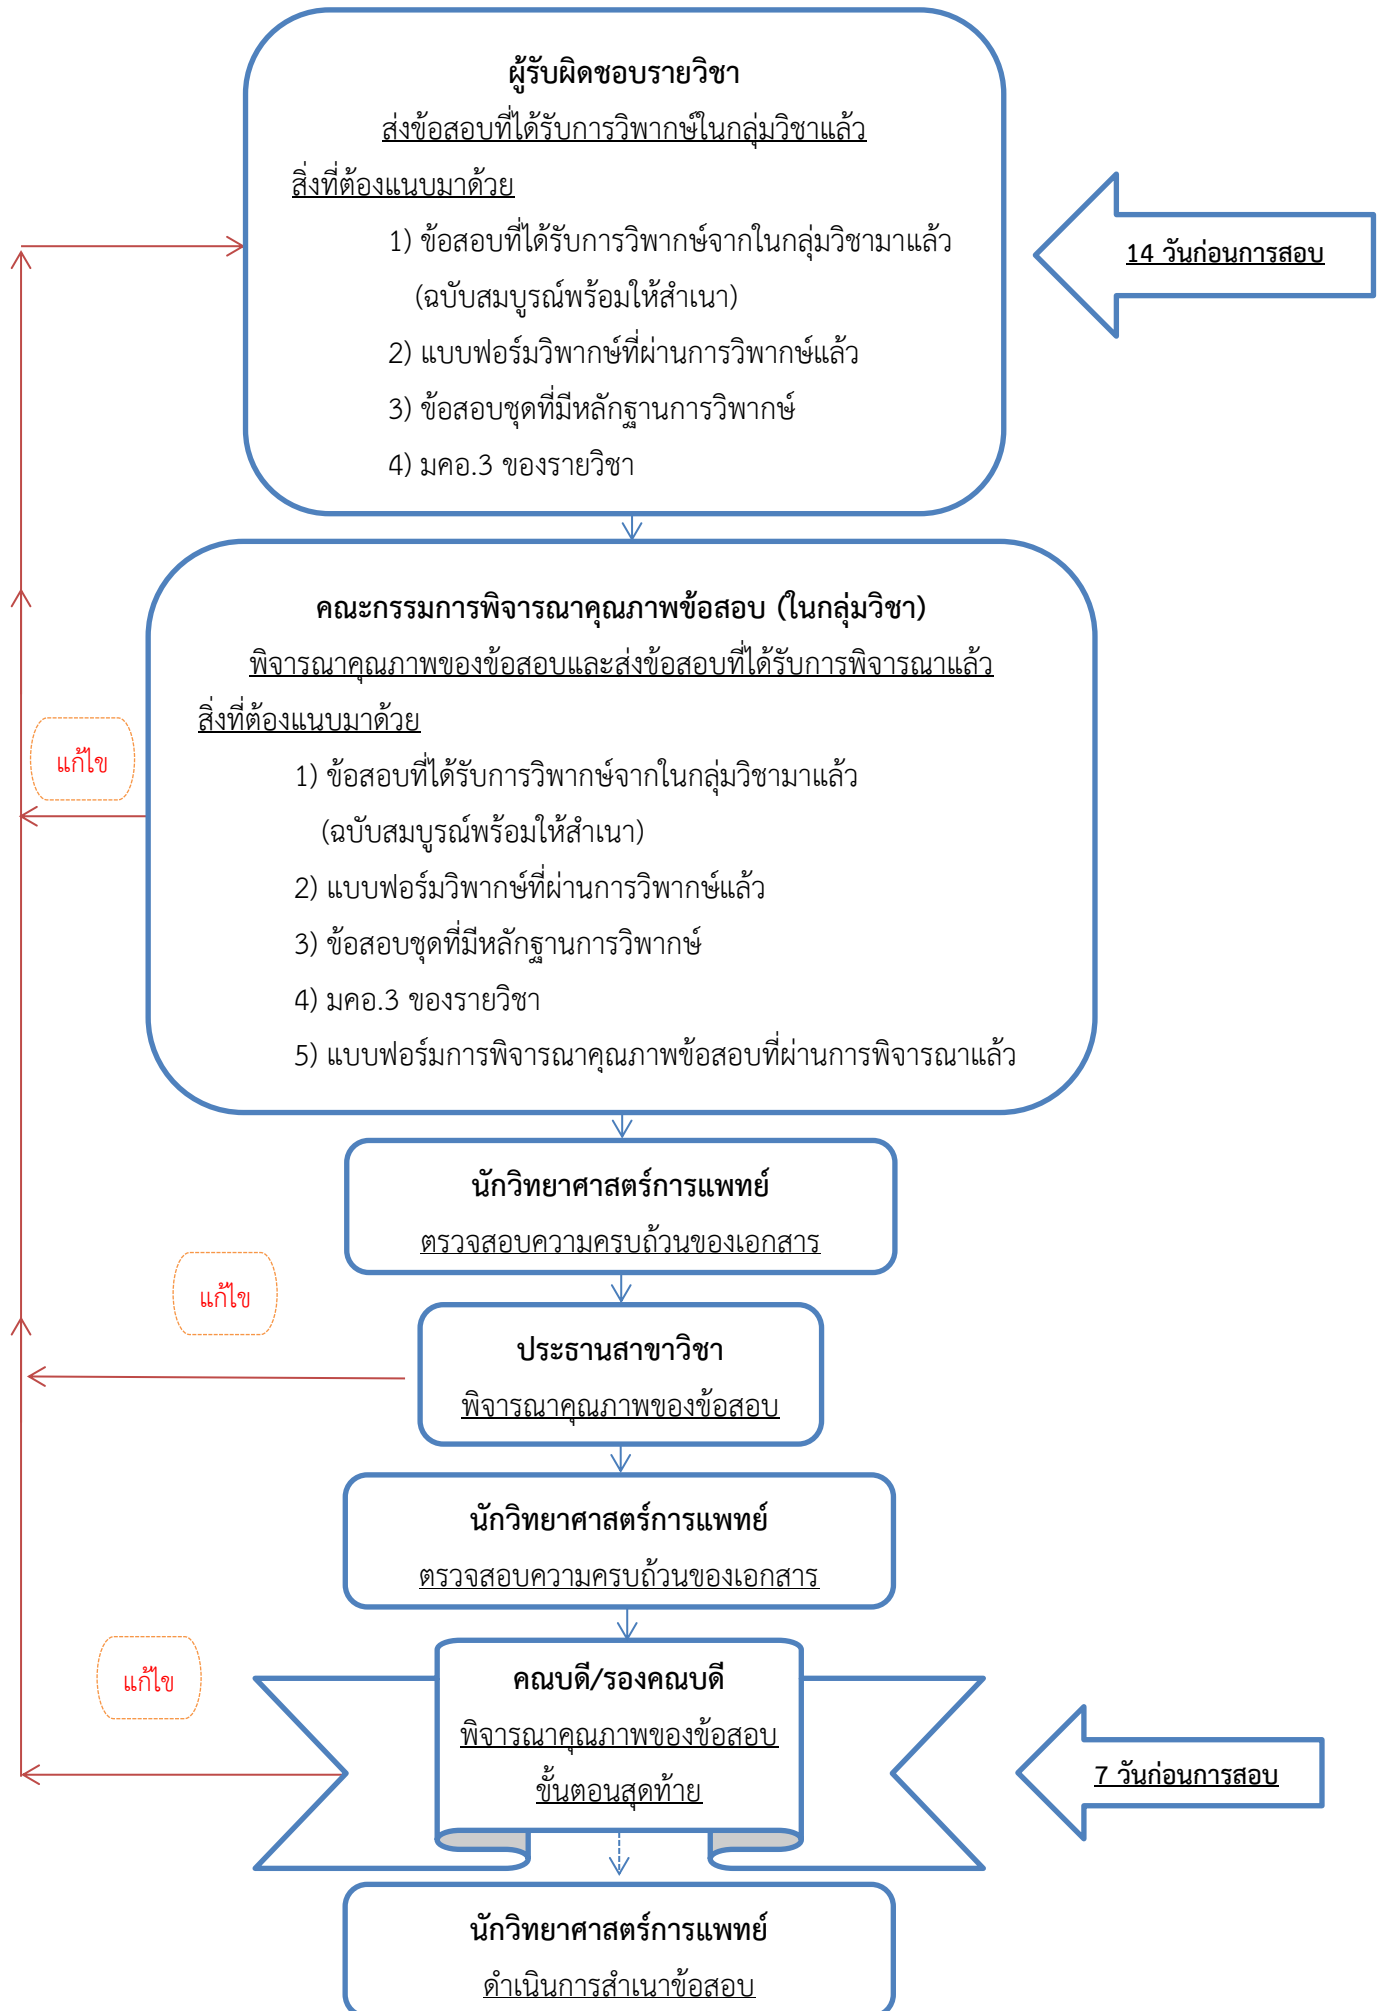 ผู้รับผิดชอบรายวิชา
ส่งข้อสอบที่ได้รับการวิพากษ์ในกลุ่มวิชาแล้ว
สิ่งที่ต้องแนบมาด้วย
1) ข้อสอบที่ได้รับการวิพากษ์จากในกลุ่มวิชามาแล้ว
(ฉบับสมบูรณ์พร้อมให้สำเนา)
2) แบบฟอร์มวิพากษ์ที่ผ่านการวิพากษ์แล้ว
3) ข้อสอบชุดที่มีหลักฐานการวิพากษ์
4) มคอ.3 ของรายวิชา
14 วันก่อนการสอบ
คณะกรรมการพิจารณาคุณภาพข้อสอบ (ในกลุ่มวิชา)
พิจารณาคุณภาพของข้อสอบและส่งข้อสอบที่ได้รับการพิจารณาแล้ว
สิ่งที่ต้องแนบมาด้วย
1) ข้อสอบที่ได้รับการวิพากษ์จากในกลุ่มวิชามาแล้ว
(ฉบับสมบูรณ์พร้อมให้สำเนา)
2) แบบฟอร์มวิพากษ์ที่ผ่านการวิพากษ์แล้ว
3) ข้อสอบชุดที่มีหลักฐานการวิพากษ์
4) มคอ.3 ของรายวิชา
5) แบบฟอร์มการพิจารณาคุณภาพข้อสอบที่ผ่านการพิจารณาแล้ว
แก้ไข
นักวิทยาศาสตร์การแพทย์
ตรวจสอบความครบถ้วนของเอกสาร
แก้ไข
ประธานสาขาวิชา
พิจารณาคุณภาพของข้อสอบ
นักวิทยาศาสตร์การแพทย์
ตรวจสอบความครบถ้วนของเอกสาร
แก้ไข
คณบดี/รองคณบดี
พิจารณาคุณภาพของข้อสอบ
ขั้นตอนสุดท้าย
7 วันก่อนการสอบ
นักวิทยาศาสตร์การแพทย์
ดำเนินการสำเนาข้อสอบ